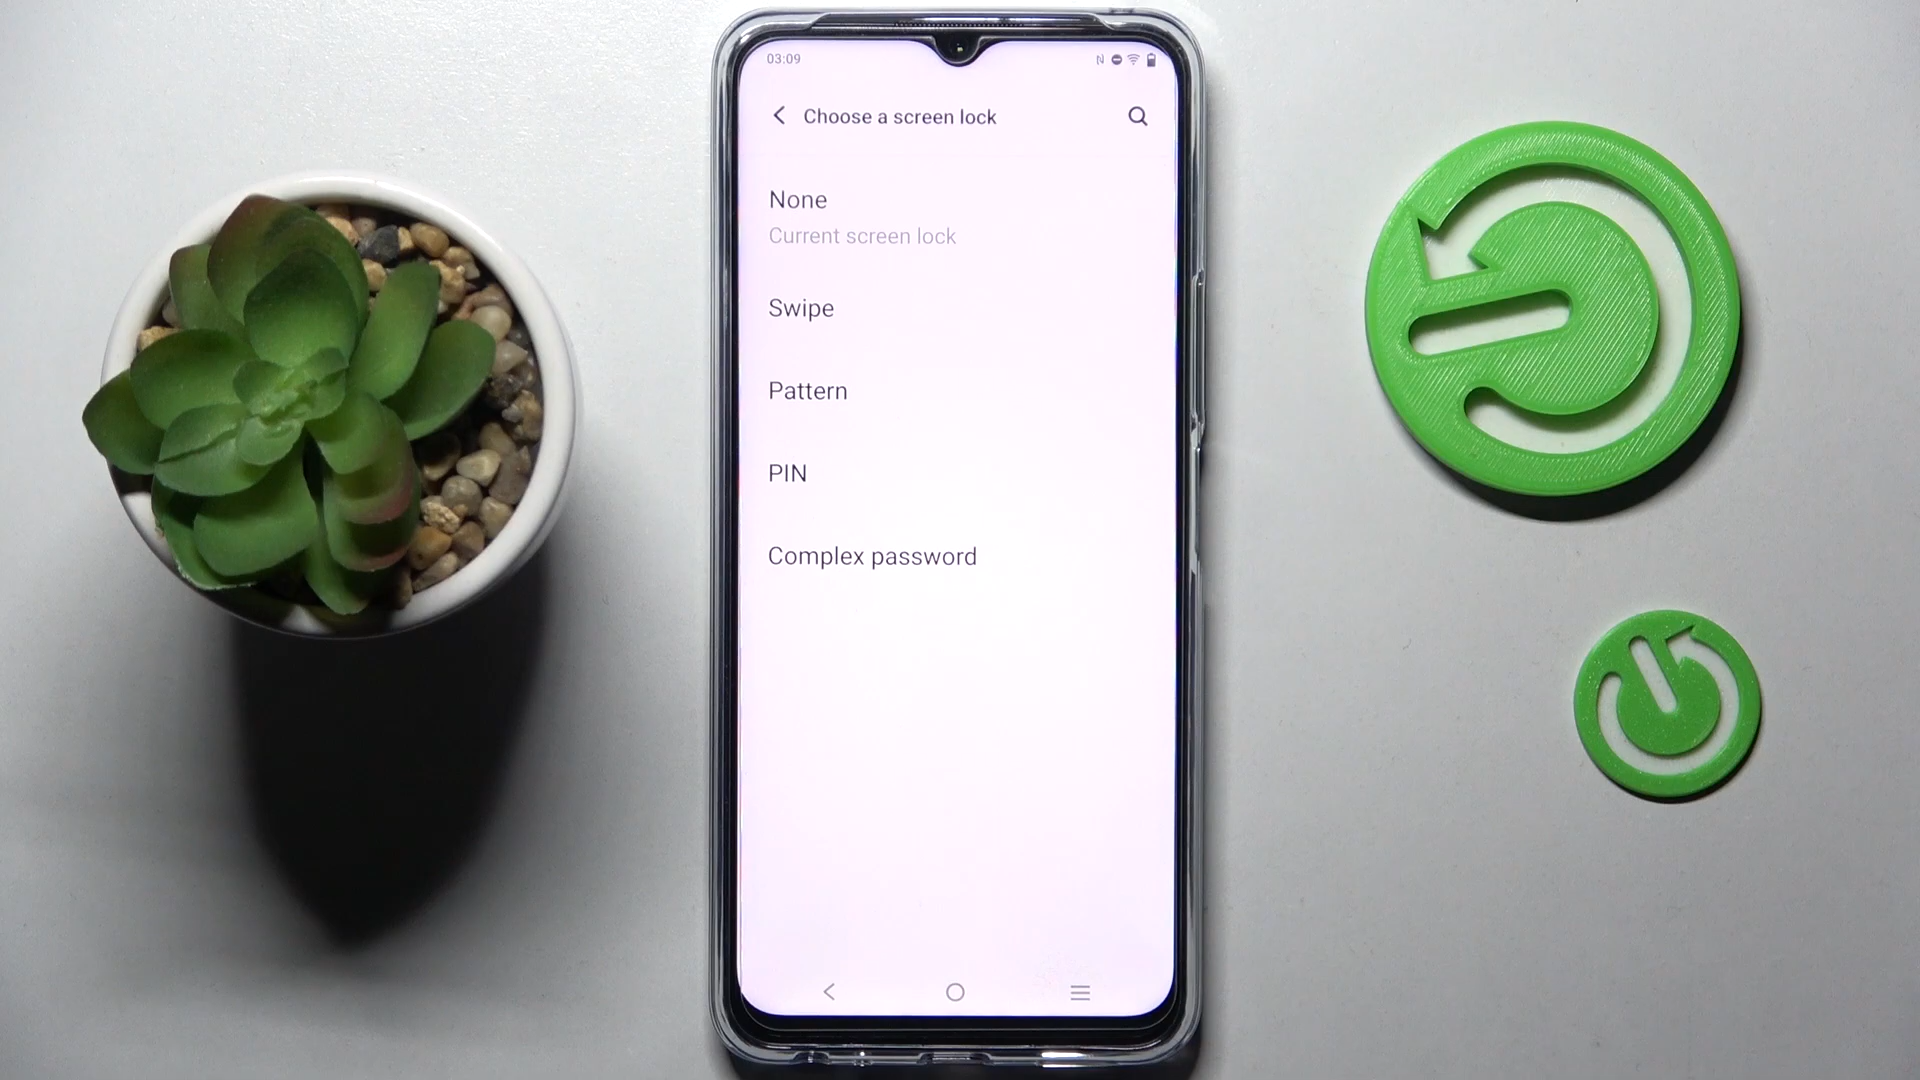 03:09
Choose a screen lock
None
Current screen lock
Swipe
Pattern
PIN
Complex password